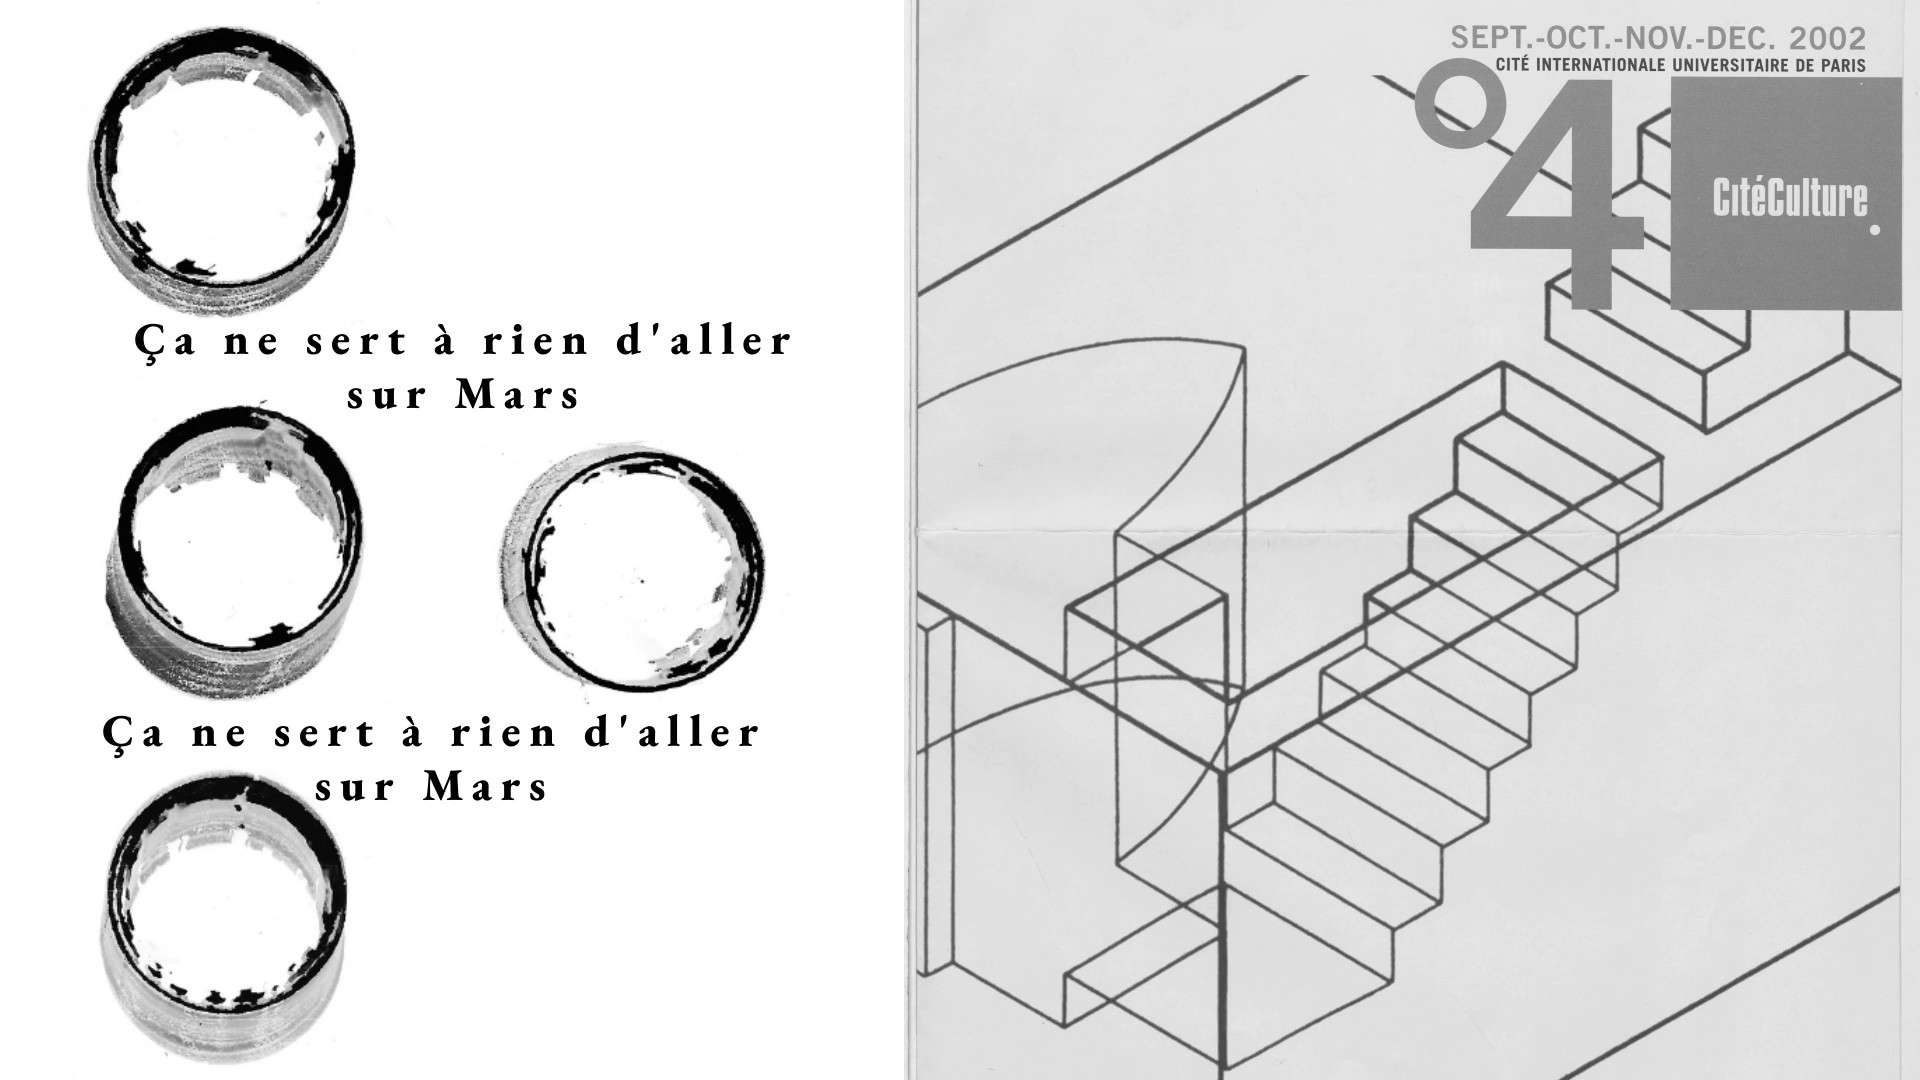 Ça ne sert à rien d'aller
sur Mars
Ça ne sert à rien d'aller
sur Mars
SEPT.-OCT.-NOV.-DEC. 2002
CITÉ INTERNATIONALE UNIVERSITAIRE DE PARIS
°4
CitéCulture.